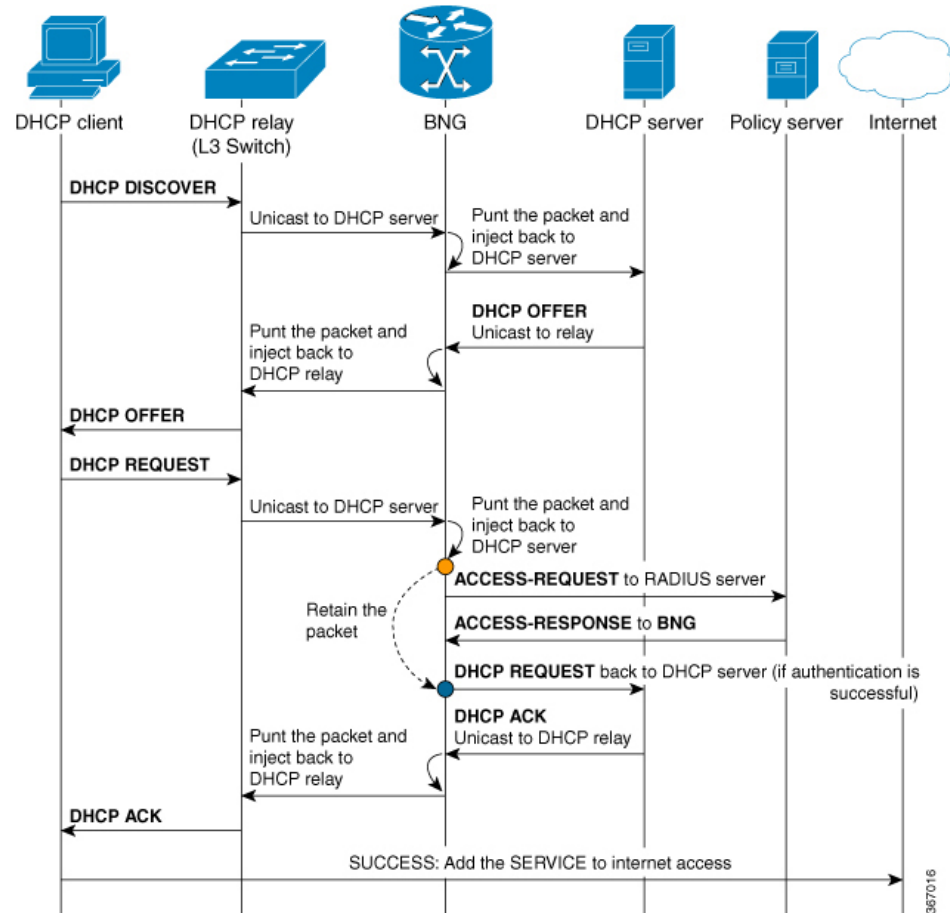 DHCP client
DHCP relay
(L3 Switch)
BNG
DHCP server
Policy server
Internet
DHCP DISCOVER
Unicast to DHCP server
Punt the packet and
inject back to
DHCP server
DHCP OFFER
Unicast to relay
Punt the packet and
inject back to
DHCP relay
DHCP OFFER
DHCP REQUEST
Unicast to DHCP server
Punt the packet and
inject back to
DHCP server
ACCESS-REQUEST to RADIUS server
Retain the
packet
ACCESS-RESPONSE to BNG
DHCP REQUEST back to DHCP server (if authentication is
successful)
DHCP ACK
Unicast to DHCP relay
Punt the packet and
inject back to
DHCP relay
DHCP ACK
SUCCESS: Add the SERVICE to internet access
367016